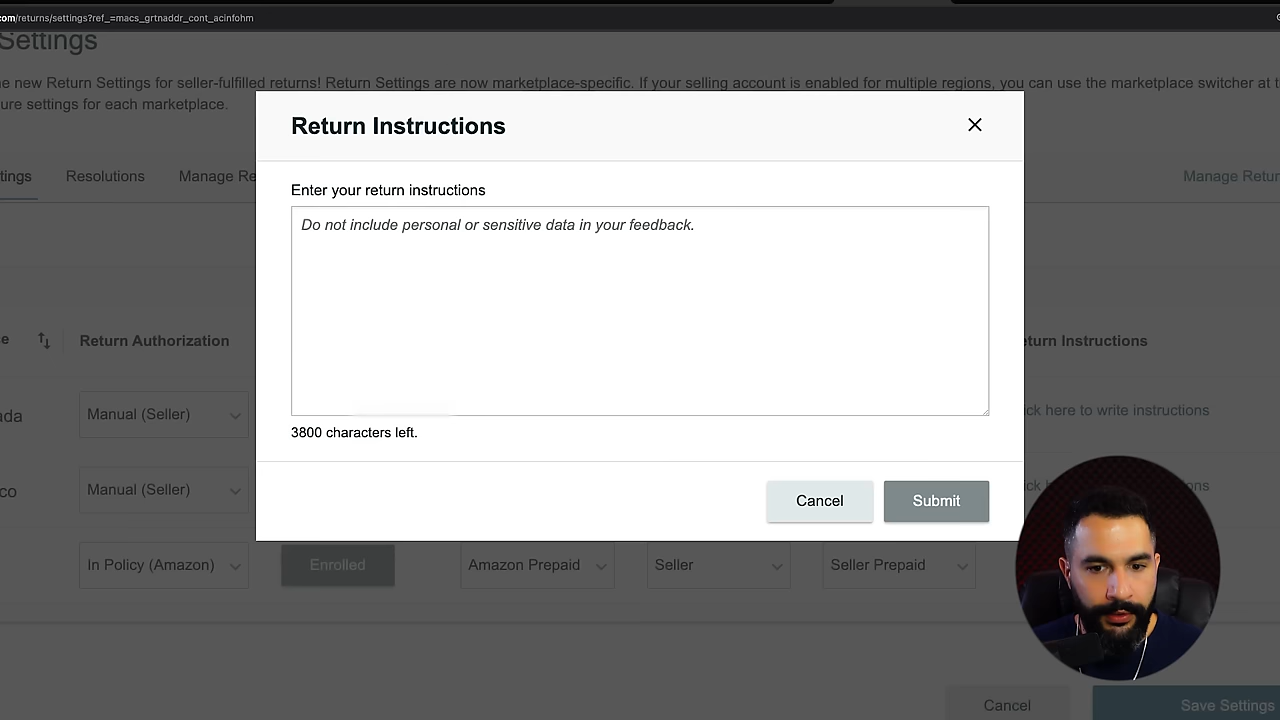 com/returns/settings?ref_=macs_grtnaddr_cont_acinfohm
Settings
e new Return Settings for seller-fulfilled returns! Return Settings are now marketplace-specific. If your selling account is enabled for multiple regions, you can use the marketplace switcher at t
ure settings for each marketplace.
Return Instructions
tings Resolutions Manage Re Manage Retur
Enter your return instructions
Do not include personal or sensitive data in your feedback.
e Return Authorization turn Instructions
ada Manual (Seller) ck here to write instructions
3800 characters left.
co Manual (Seller) ick ns
Cancel Submit
In Policy (Amazon) Enrolled Amazon Prepaid Seller Seller Prepaid
Cancel Save Settings